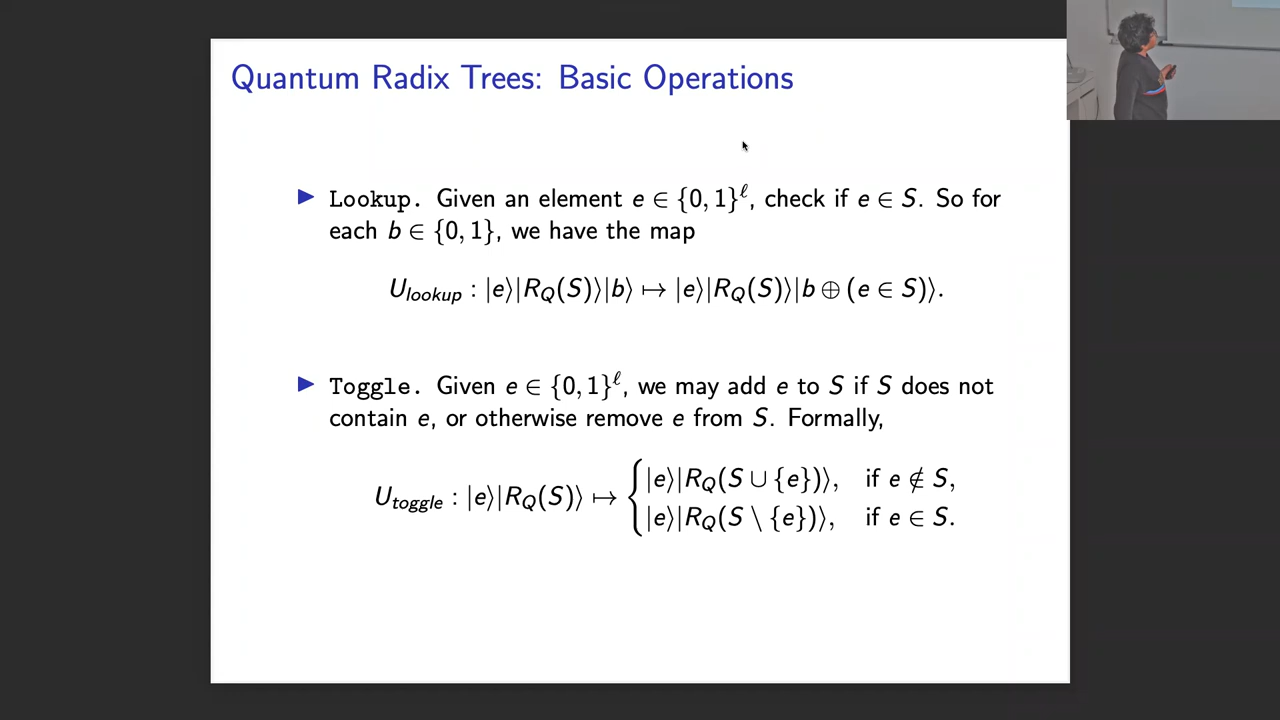 Quantum Radix Trees: Basic Operations
▶ Lookup. Given an element e ∈ {0, 1}^ℓ, check if e ∈ S. So for
each b ∈ {0, 1}, we have the map
U_lookup : |e⟩|R_Q(S)⟩|b⟩ ↦ |e⟩|R_Q(S)⟩|b ⊕ (e ∈ S)⟩.
▶ Toggle. Given e ∈ {0, 1}^ℓ, we may add e to S if S does not
contain e, or otherwise remove e from S. Formally,
U_toggle : |e⟩|R_Q(S)⟩ ↦ { |e⟩|R_Q(S ∪ {e})⟩, if e ∉ S,
|e⟩|R_Q(S \ {e})⟩, if e ∈ S.